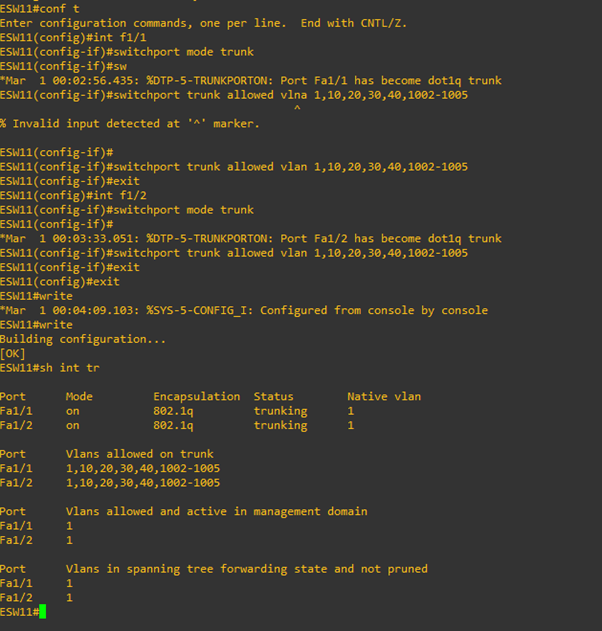 ESW11#conf t
Enter configuration commands, one per line.  End with CNTL/Z.
ESW11(config)#int f1/1
ESW11(config-if)#switchport mode trunk
ESW11(config-if)#sw
*Mar  1 00:02:56.435: %DTP-5-TRUNKPORTON: Port Fa1/1 has become dot1q trunk
ESW11(config-if)#switchport trunk allowed vlna 1,10,20,30,40,1002-1005
^
% Invalid input detected at '^' marker.
ESW11(config-if)#
ESW11(config-if)#switchport trunk allowed vlan 1,10,20,30,40,1002-1005
ESW11(config-if)#exit
ESW11(config)#int f1/2
ESW11(config-if)#switchport mode trunk
ESW11(config-if)#
*Mar  1 00:03:33.051: %DTP-5-TRUNKPORTON: Port Fa1/2 has become dot1q trunk
ESW11(config-if)#switchport trunk allowed vlan 1,10,20,30,40,1002-1005
ESW11(config-if)#exit
ESW11(config)#exit
ESW11#write
*Mar  1 00:04:09.103: %SYS-5-CONFIG_I: Configured from console by console
ESW11#write
Building configuration...
[OK]
ESW11#sh int tr
Port      Mode         Encapsulation  Status        Native vlan
Fa1/1     on           802.1q         trunking      1
Fa1/2     on           802.1q         trunking      1
Port      Vlans allowed on trunk
Fa1/1     1,10,20,30,40,1002-1005
Fa1/2     1,10,20,30,40,1002-1005
Port      Vlans allowed and active in management domain
Fa1/1     1
Fa1/2     1
Port      Vlans in spanning tree forwarding state and not pruned
Fa1/1     1
Fa1/2     1
ESW11#